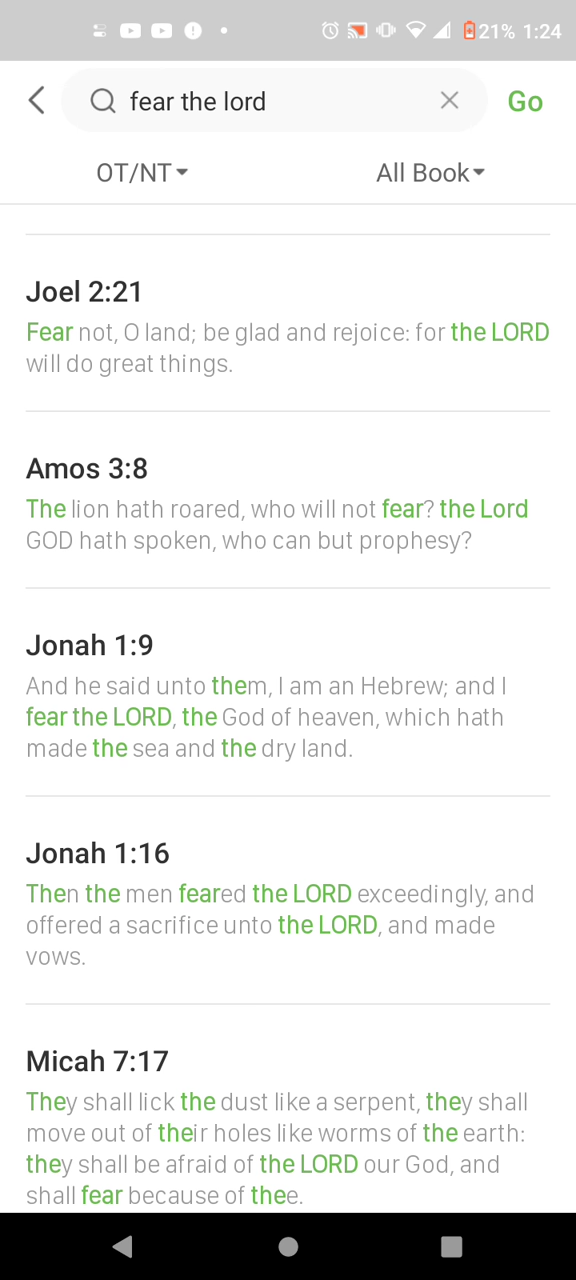 21% 1:24
fear the lord
Go
OT/NT
All Book
Joel 2:21
Fear not, O land; be glad and rejoice: for the LORD
will do great things.
Amos 3:8
The lion hath roared, who will not fear? the Lord
GOD hath spoken, who can but prophesy?
Jonah 1:9
And he said unto them, I am an Hebrew; and I
fear the LORD, the God of heaven, which hath
made the sea and the dry land.
Jonah 1:16
Then the men feared the LORD exceedingly, and
offered a sacrifice unto the LORD, and made
vows.
Micah 7:17
They shall lick the dust like a serpent, they shall
move out of their holes like worms of the earth:
they shall be afraid of the LORD our God, and
shall fear because of thee.